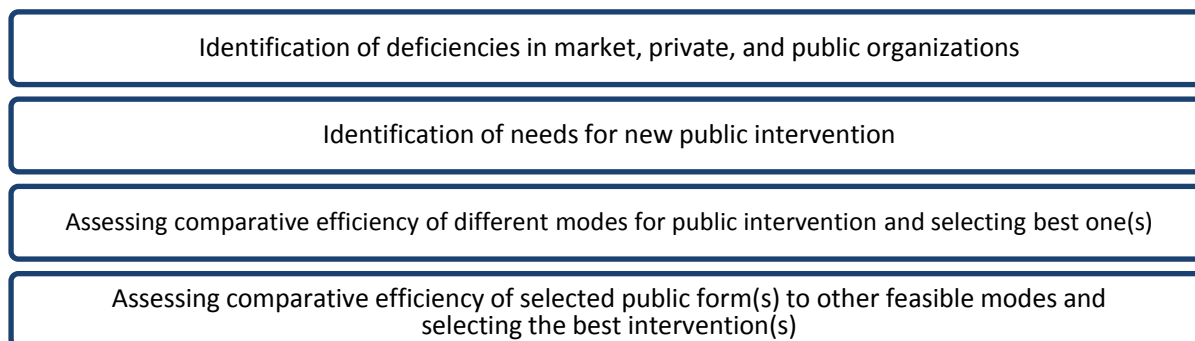 Identification of deficiencies in market, private, and public organizations
Identification of needs for new public intervention
Assessing comparative efficiency of different modes for public intervention and selecting best one(s)
Assessing comparative efficiency of selected public form(s) to other feasible modes and
selecting the best intervention(s)